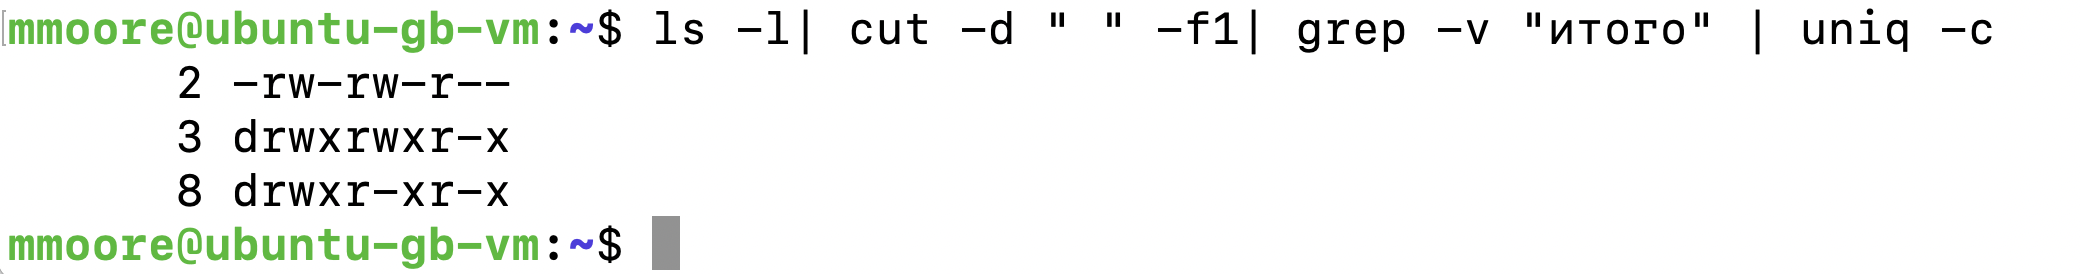 mmoore@ubuntu-gb-vm:~$ ls -l| cut -d " " -f1| grep -v "итого" | uniq -c
2 -rw-rw-r--
3 drwxrwxr-x
8 drwxr-xr-x
mmoore@ubuntu-gb-vm:~$